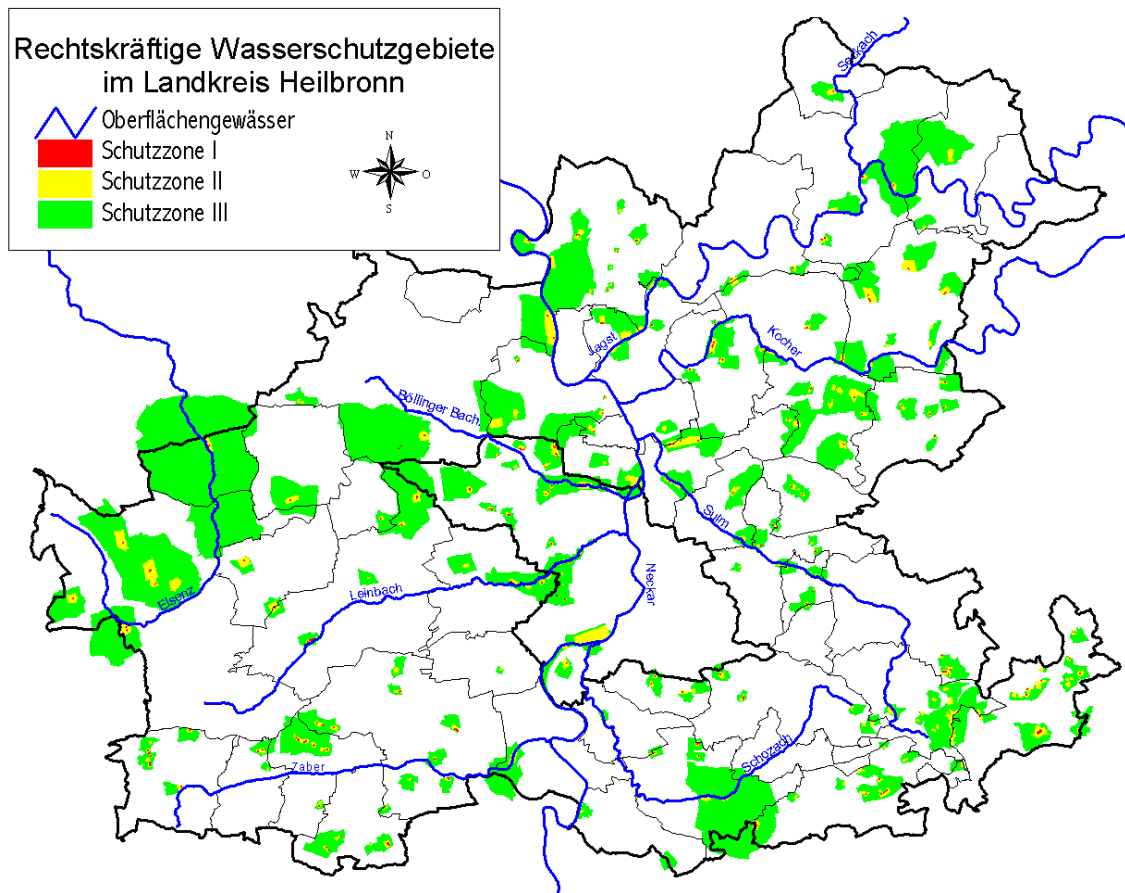 Rechtskräftige Wasserschutzgebiete
im Landkreis Heilbronn
Oberflächengewässer
Schutzzone I
Schutzzone II
Schutzzone III
N
W O
S
Seckach
Jagst
Kocher
Böllinger Bach
Sulm
Elsenz
Leinbach
Neckar
Zaber
Schozach